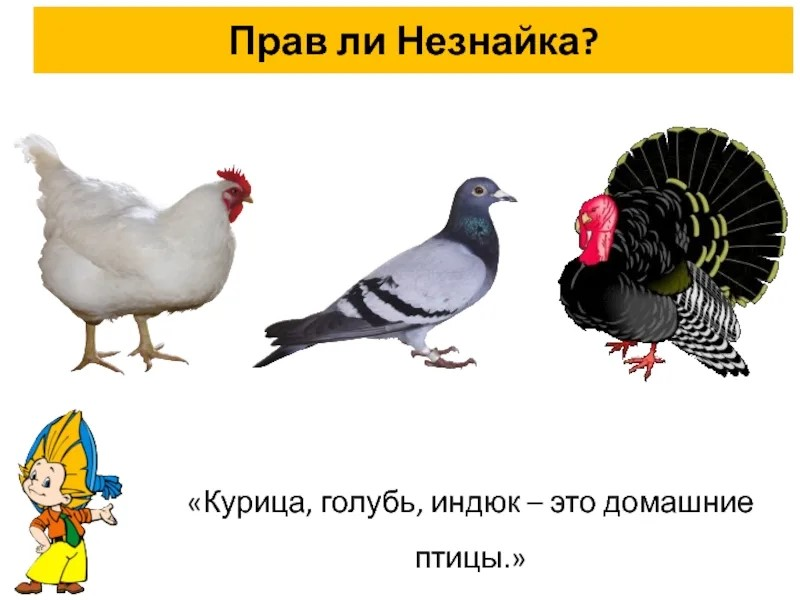 Прав ли Незнайка?
«Курица, голубь, индюк – это домашние
птицы.»